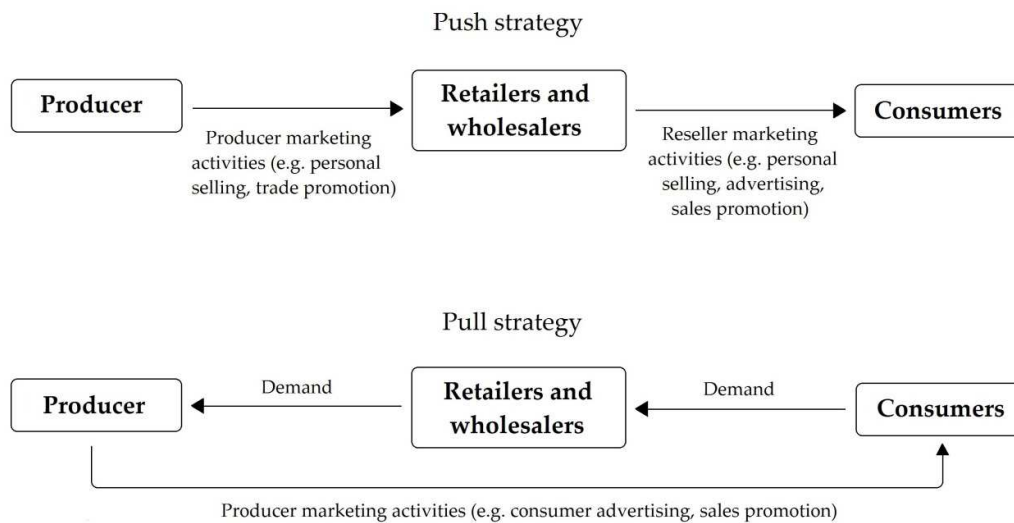 Push strategy
Producer
Retailers and
wholesalers
Consumers
Producer marketing
activities (e.g. personal
selling, trade promotion)
Reseller marketing
activities (e.g. personal
selling, advertising,
sales promotion)
Pull strategy
Producer
Demand
Retailers and
wholesalers
Demand
Consumers
Producer marketing activities (e.g. consumer advertising, sales promotion)